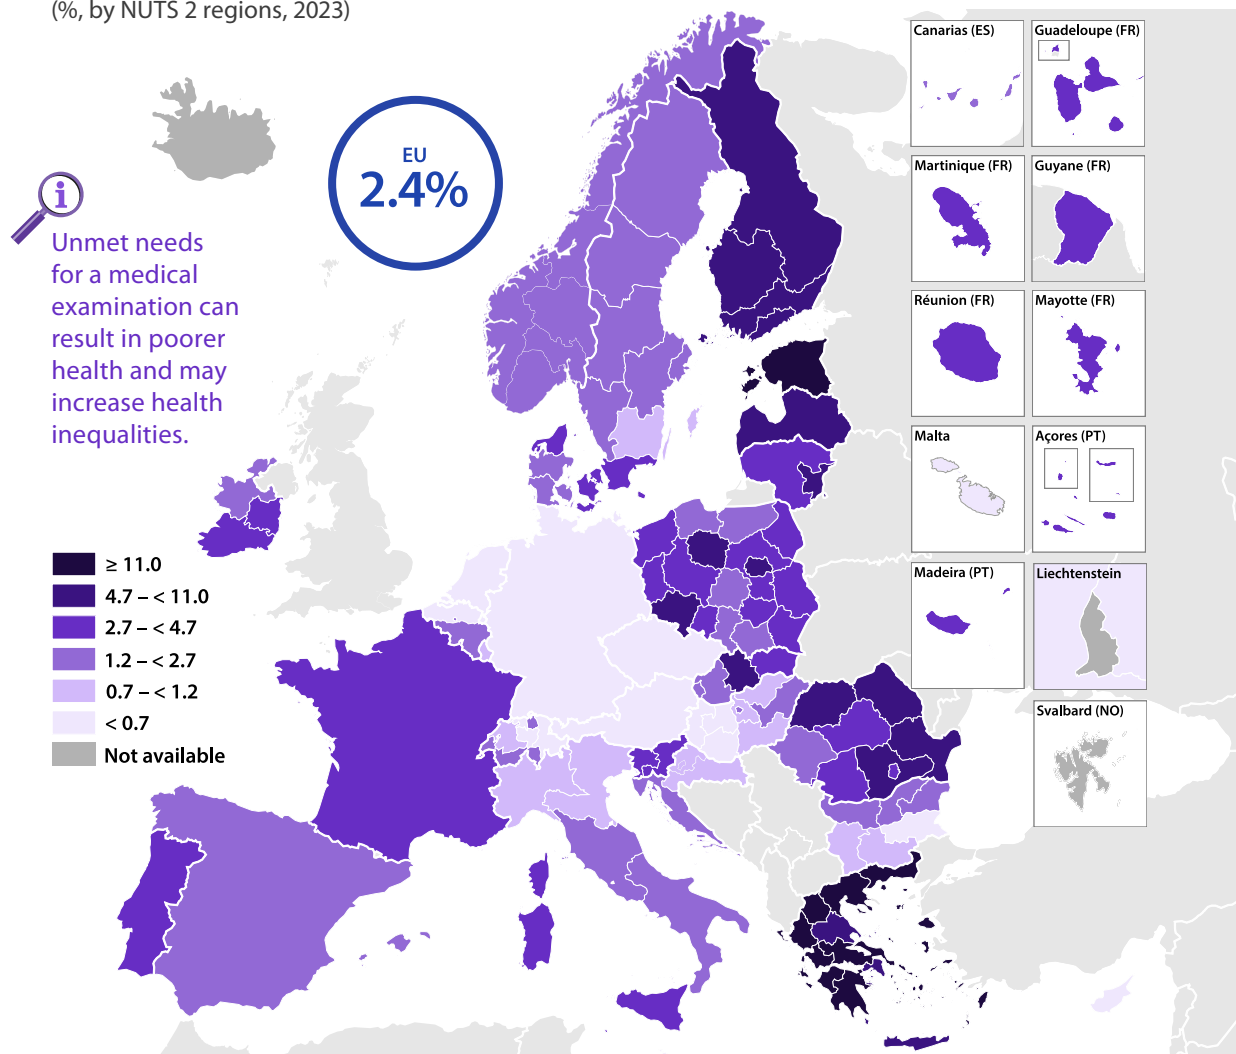 (%, by NUTS 2 regions, 2023)
EU
2.4%
i
Unmet needs
for a medical
examination can
result in poorer
health and may
increase health
inequalities.
≥ 11.0
4.7 – < 11.0
2.7 – < 4.7
1.2 – < 2.7
0.7 – < 1.2
< 0.7
Not available
Canarias (ES)
Guadeloupe (FR)
Martinique (FR)
Guyane (FR)
Réunion (FR)
Mayotte (FR)
Malta
Açores (PT)
Madeira (PT)
Liechtenstein
Svalbard (NO)